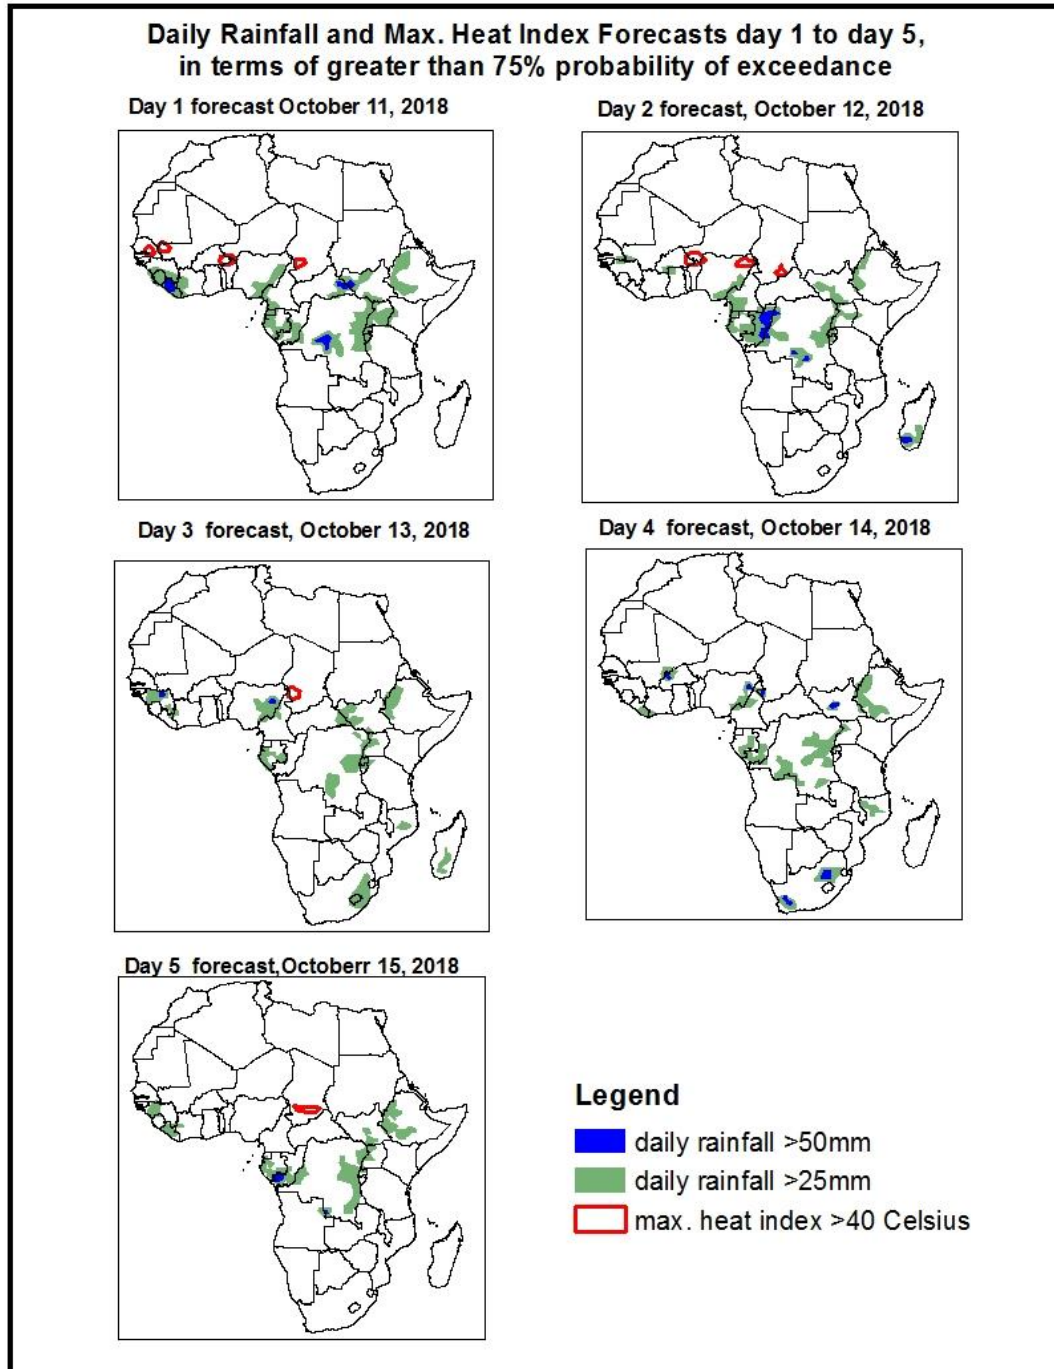 Daily Rainfall and Max. Heat Index Forecasts day 1 to day 5,
in terms of greater than 75% probability of exceedance
Day 1 forecast October 11, 2018
Day 2 forecast, October 12, 2018
Day 3 forecast, October 13, 2018
Day 4 forecast, October 14, 2018
Day 5 forecast,Octoberr 15, 2018
Legend
daily rainfall >50mm
daily rainfall >25mm
max. heat index >40 Celsius